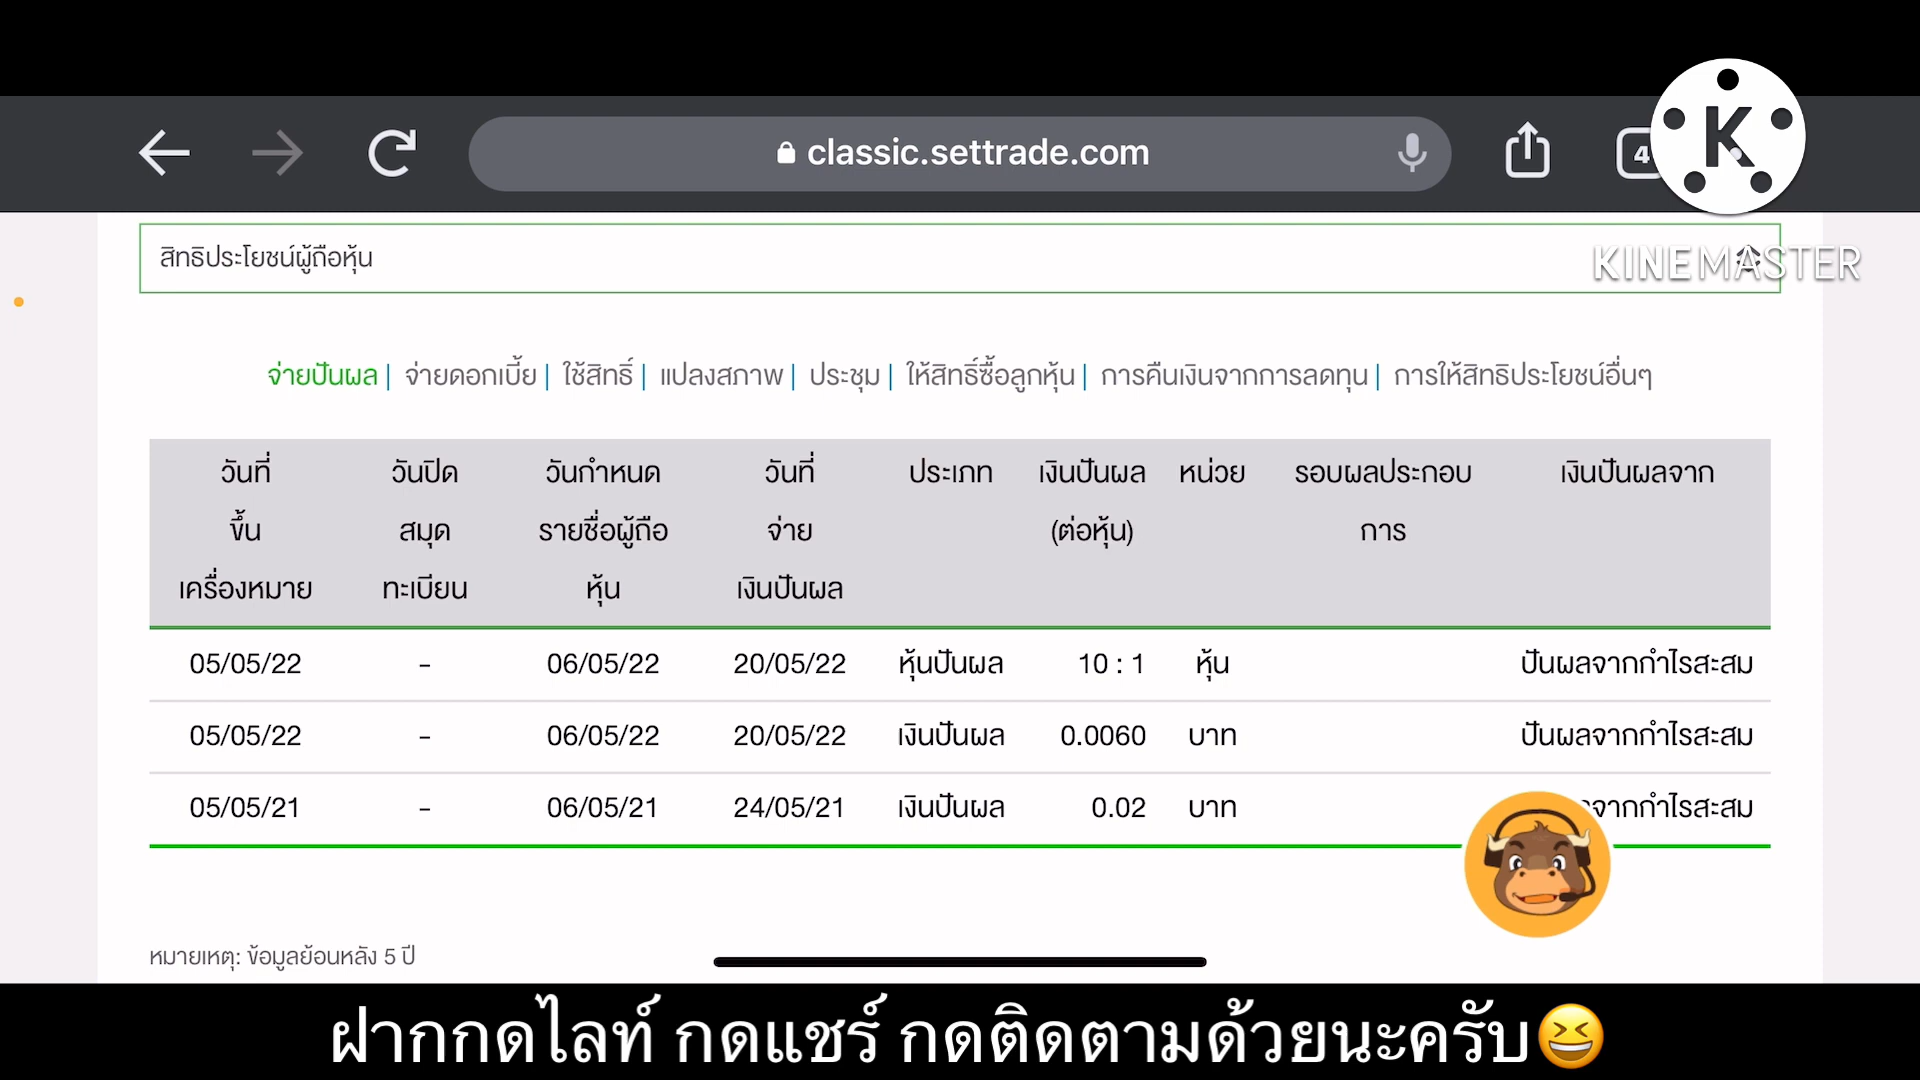 classic.settrade.com
4
K
KINEMASTER
สิทธิประโยชน์ผู้ถือหุ้น
จ่ายปันผล | จ่ายดอกเบี้ย | ใช้สิทธิ์ | แปลงสภาพ | ประชุม | ให้สิทธิ์ซื้อลูกหุ้น | การคืนเงินจากการลดทุน | การให้สิทธิประโยชน์อื่นๆ
วันที่ วันปิด วันกำหนด วันที่ ประเภท เงินปันผล หน่วย รอบผลประกอบ เงินปันผลจาก
ขึ้น สมุด รายชื่อผู้ถือ จ่าย (ต่อหุ้น) การ
เครื่องหมาย ทะเบียน หุ้น เงินปันผล
05/05/22 - 06/05/22 20/05/22 หุ้นปันผล 10 : 1 หุ้น ปันผลจากกำไรสะสม
05/05/22 - 06/05/22 20/05/22 เงินปันผล 0.0060 บาท ปันผลจากกำไรสะสม
05/05/21 - 06/05/21 24/05/21 เงินปันผล 0.02 บาท จากกำไรสะสม
หมายเหตุ: ข้อมูลย้อนหลัง 5 ปี
ฝากกดไลท์ กดแชร์ กดติดตามด้วยนะครับ😆